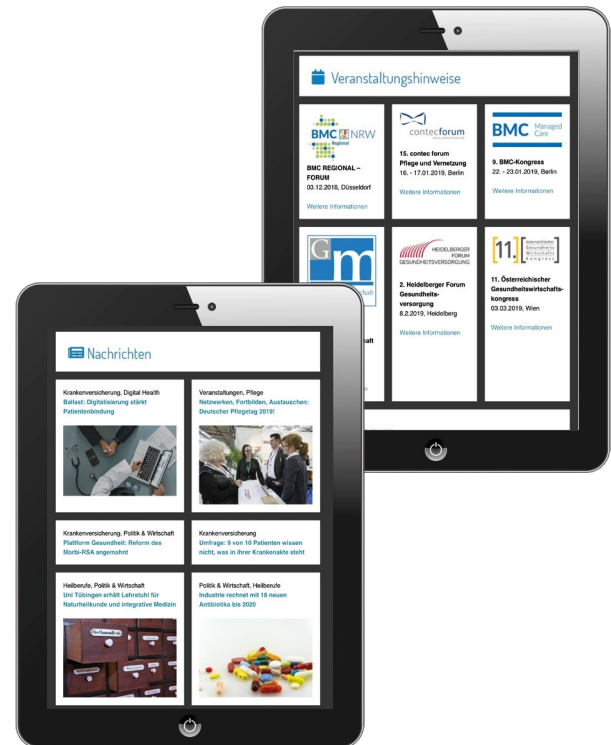 Veranstaltungshinweise
BMC NRW
Regional
BMC REGIONAL –
FORUM
03.12.2018, Düsseldorf
Weitere Informationen
contecforum
15. contec forum
Pflege und Vernetzung
16. - 17.01.2019, Berlin
Weitere Informationen
BMC Managed
Care
9. BMC-Kongress
22. - 23.01.2019, Berlin
Weitere Informationen
Gm
HEIDELBERGER
FORUM
GESUNDHEITSVERSORGUNG
2. Heidelberger Forum
Gesundheits-
versorgung
8.2.2019, Heidelberg
Weitere Informationen
11. österreichischer
Gesundheits
Wirtschafts
Kongress
11. Österreichischer
Gesundheitswirtschafts-
kongress
03.03.2019, Wien
Weitere Informationen
Nachrichten
Krankenversicherung, Digital Health
Ballast: Digitalisierung stärkt
Patientenbindung
Veranstaltungen, Pflege
Netzwerken, Fortbilden, Austauschen:
Deutscher Pflegetag 2019!
Krankenversicherung, Politik & Wirtschaft
Plattform Gesundheit: Reform des
Morbi-RSA angemahnt
Krankenversicherung
Umfrage: 9 von 10 Patienten wissen
nicht, was in ihrer Krankenakte steht
Heilberufe, Politik & Wirtschaft
Uni Tübingen erhält Lehrstuhl für
Naturheilkunde und integrative Medizin
Politik & Wirtschaft, Heilberufe
Industrie rechnet mit 18 neuen
Antibiotika bis 2020